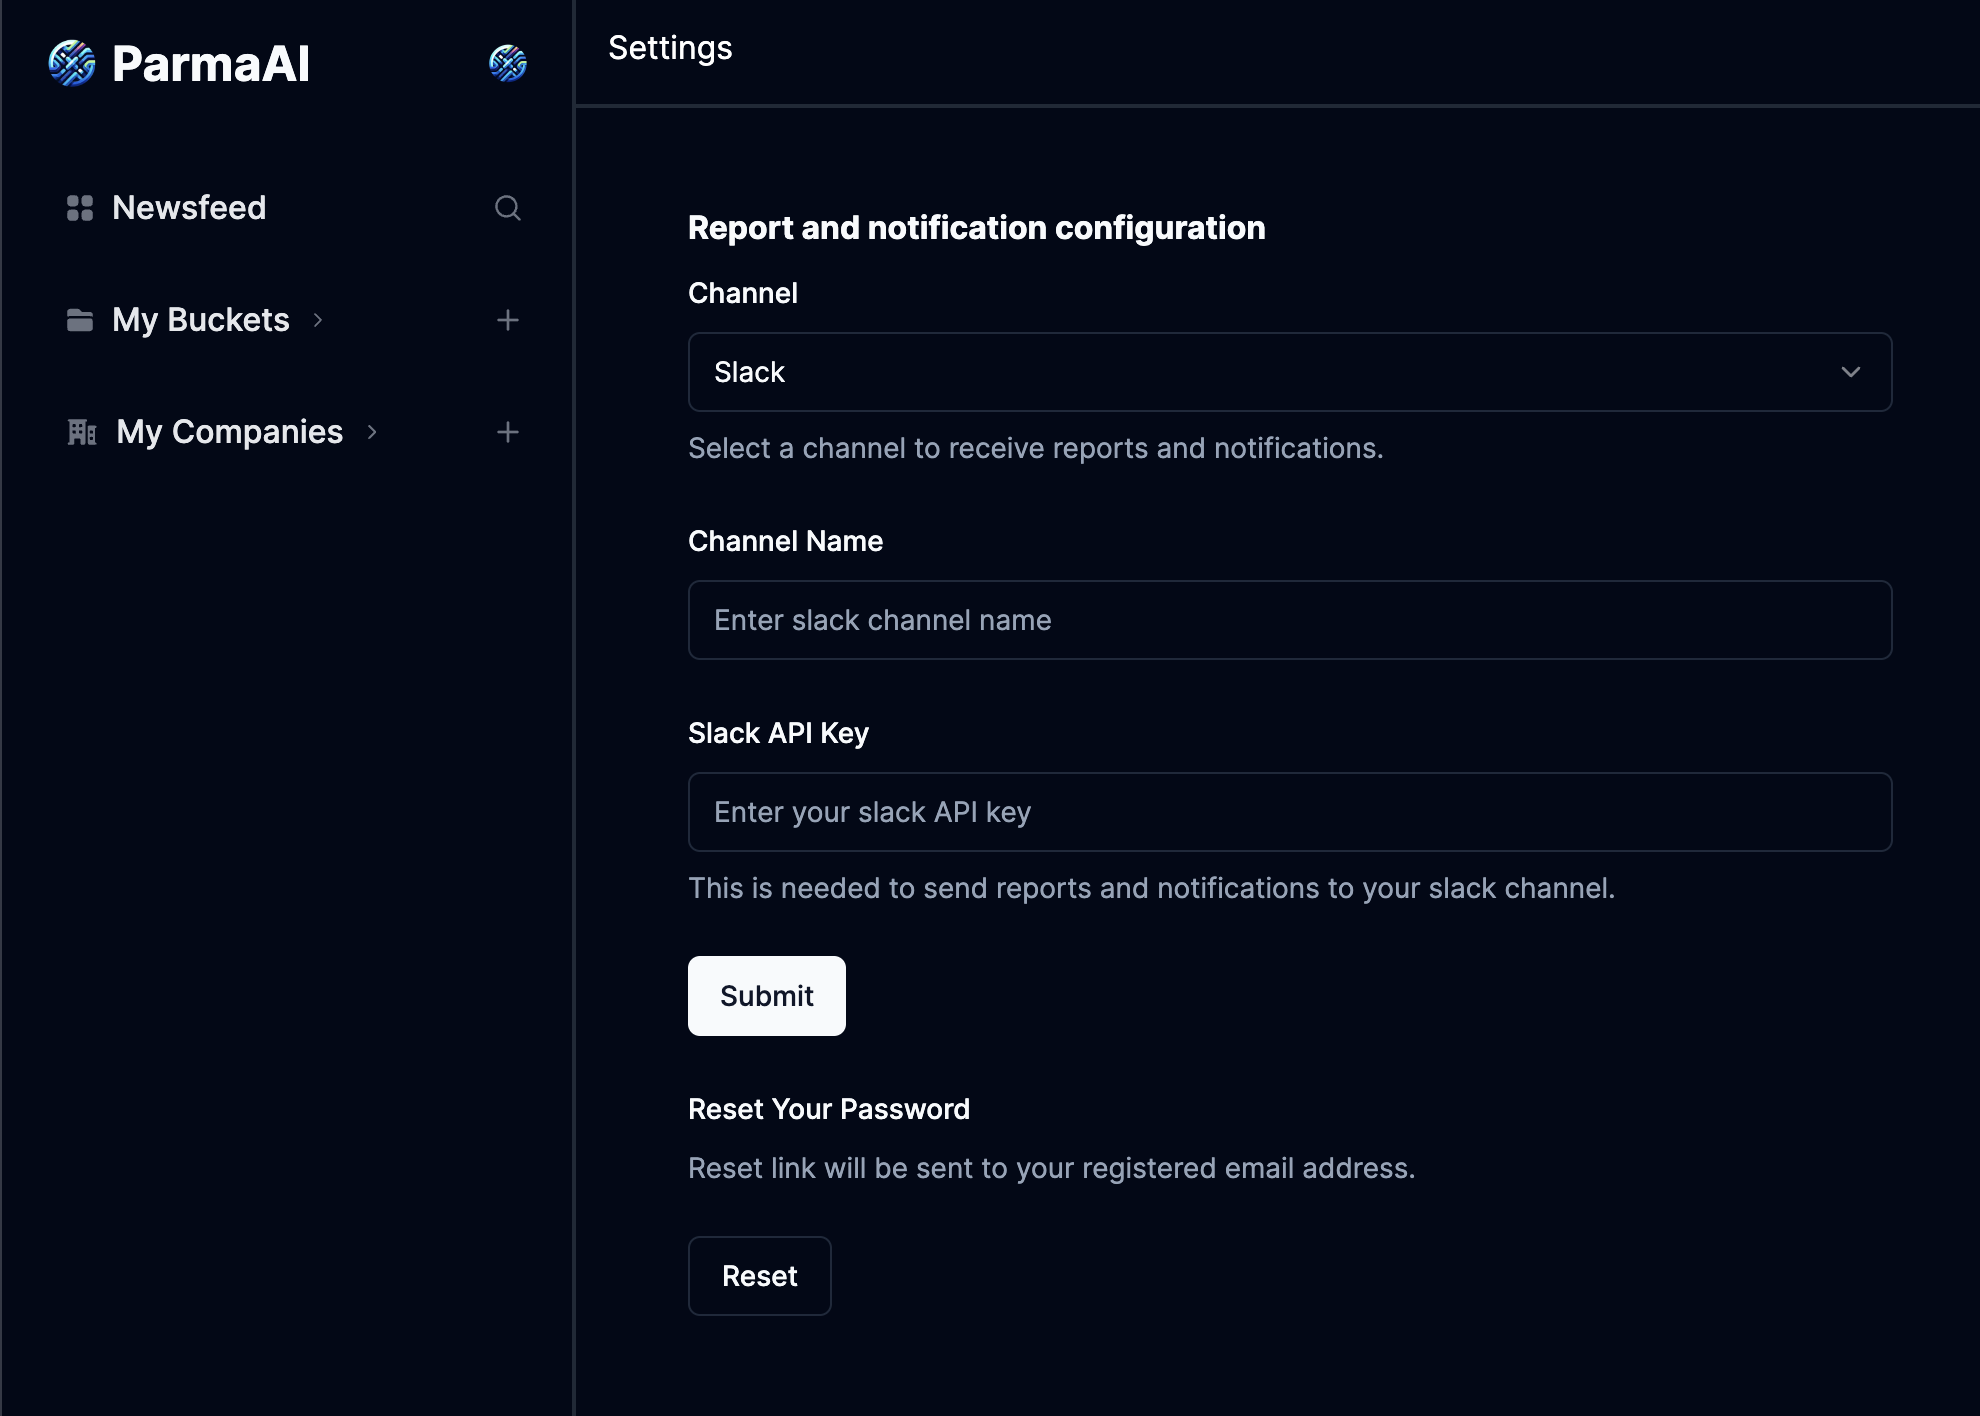 ParmaAI
Newsfeed
My Buckets
My Companies
Settings
Report and notification configuration
Channel
Slack
Select a channel to receive reports and notifications.
Channel Name
Enter slack channel name
Slack API Key
Enter your slack API key
This is needed to send reports and notifications to your slack channel.
Submit
Reset Your Password
Reset link will be sent to your registered email address.
Reset